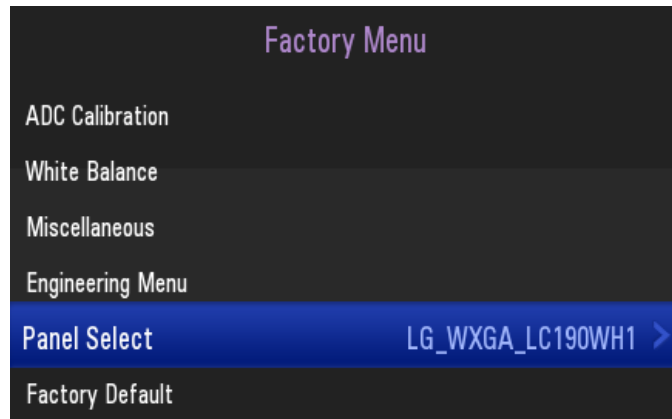 Factory Menu
ADC Calibration
White Balance
Miscellaneous
Engineering Menu
Panel Select LG_WXGA_LC190WH1 >
Factory Default